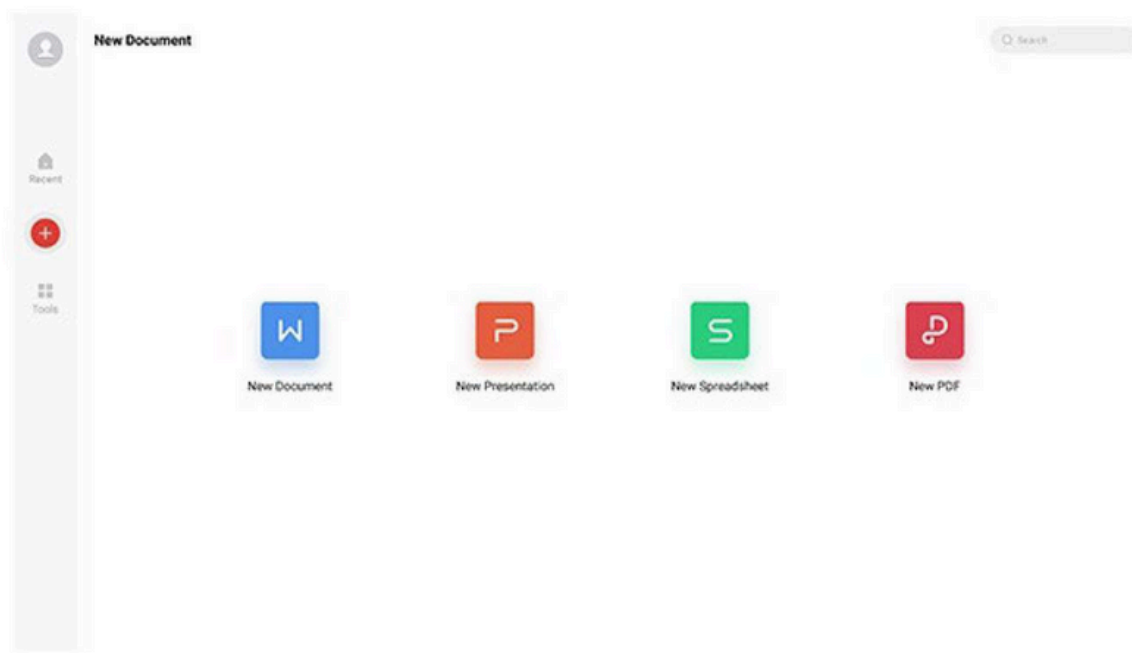 New Document
Search
Recent
Tools
W
P
S
P
New Document
New Presentation
New Spreadsheet
New PDF